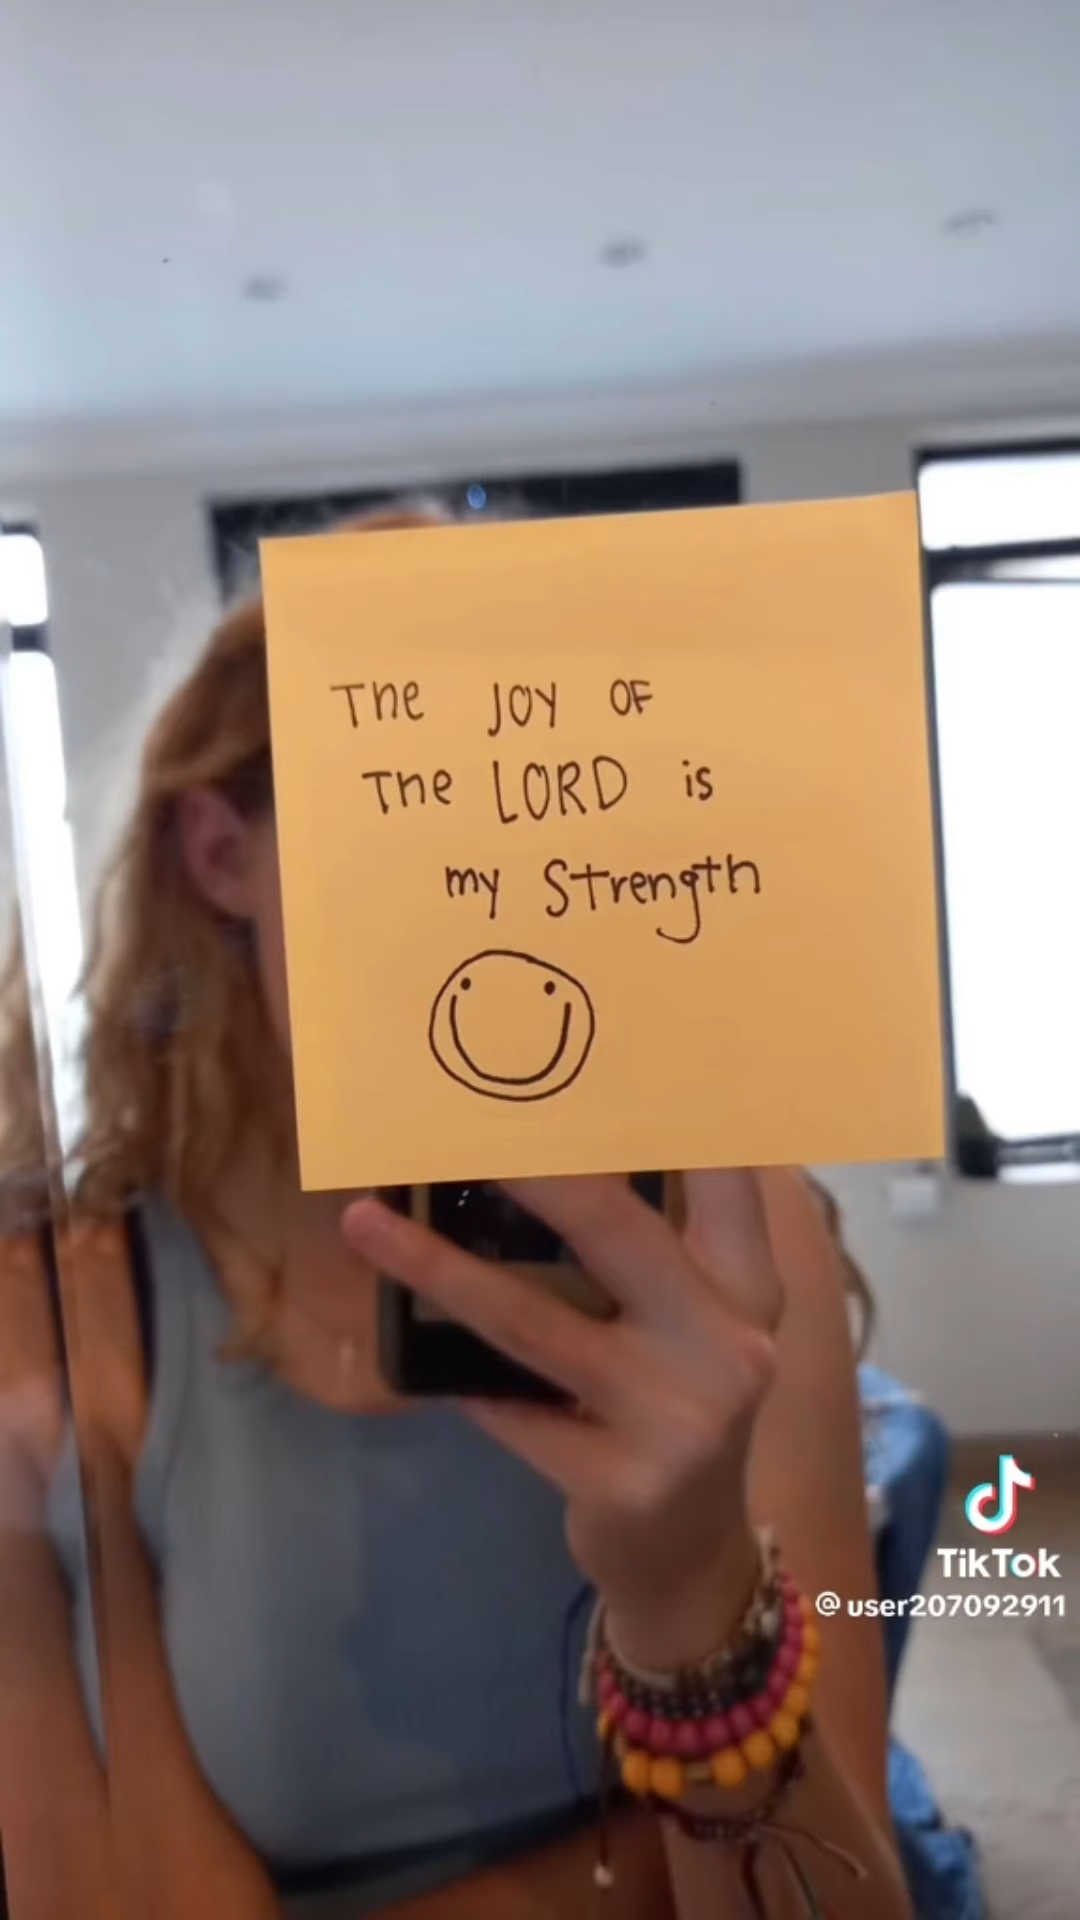 The JOY OF
The LORD is
my Strength
TikTok
@user207092911